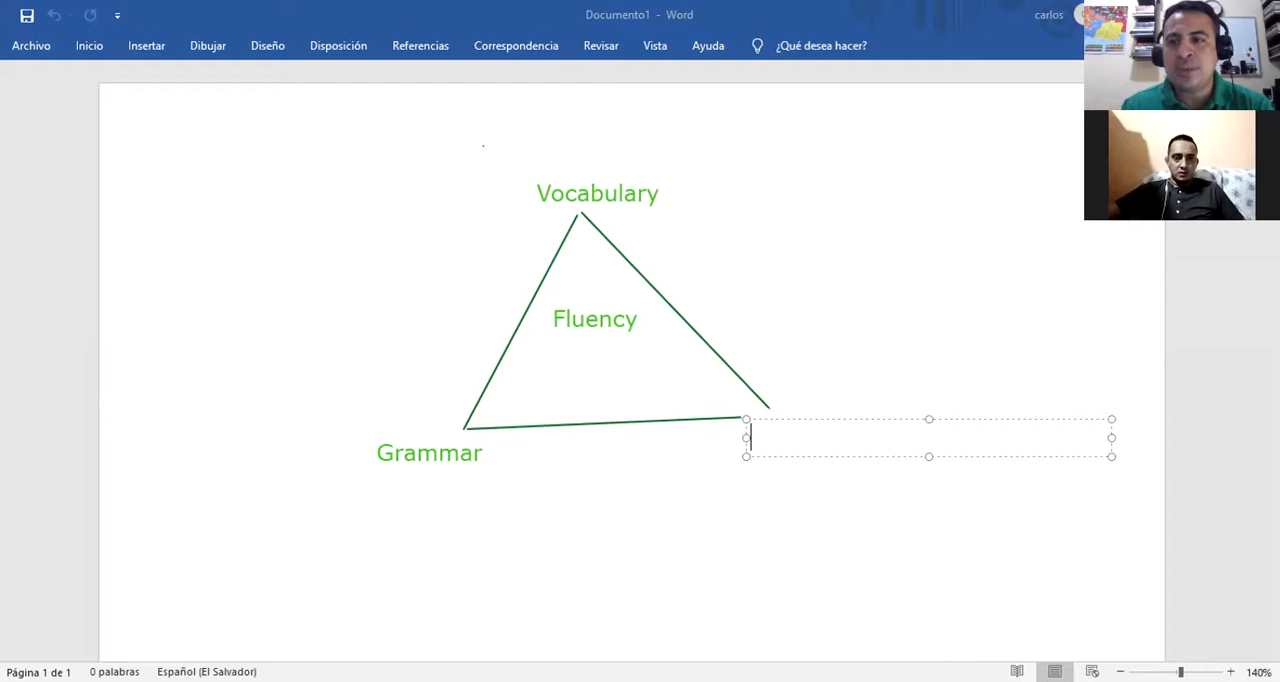 Documento1 - Word
carlos
Archivo Inicio Insertar Dibujar Diseño Disposición Referencias Correspondencia Revisar Vista Ayuda ¿Qué desea hacer?
Vocabulary
Fluency
Grammar
Página 1 de 1 0 palabras Español (El Salvador) 140%